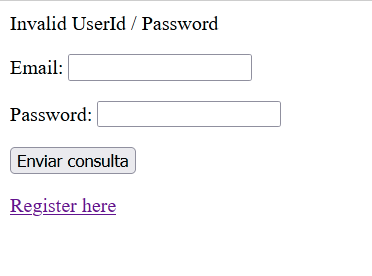 Invalid UserId / Password
Email:
Password:
Enviar consulta
Register here